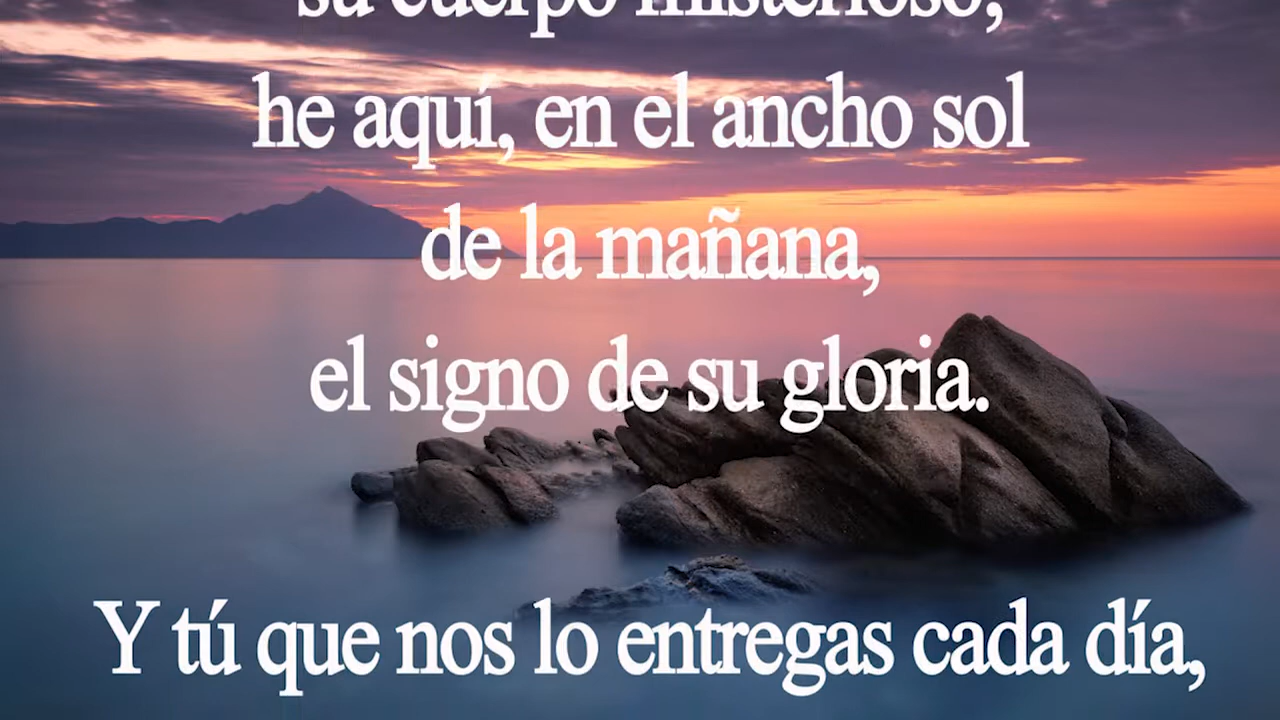 su cuerpo misterioso,
he aquí, en el ancho sol
de la mañana,
el signo de su gloria.
Y tú que nos lo entregas cada día,